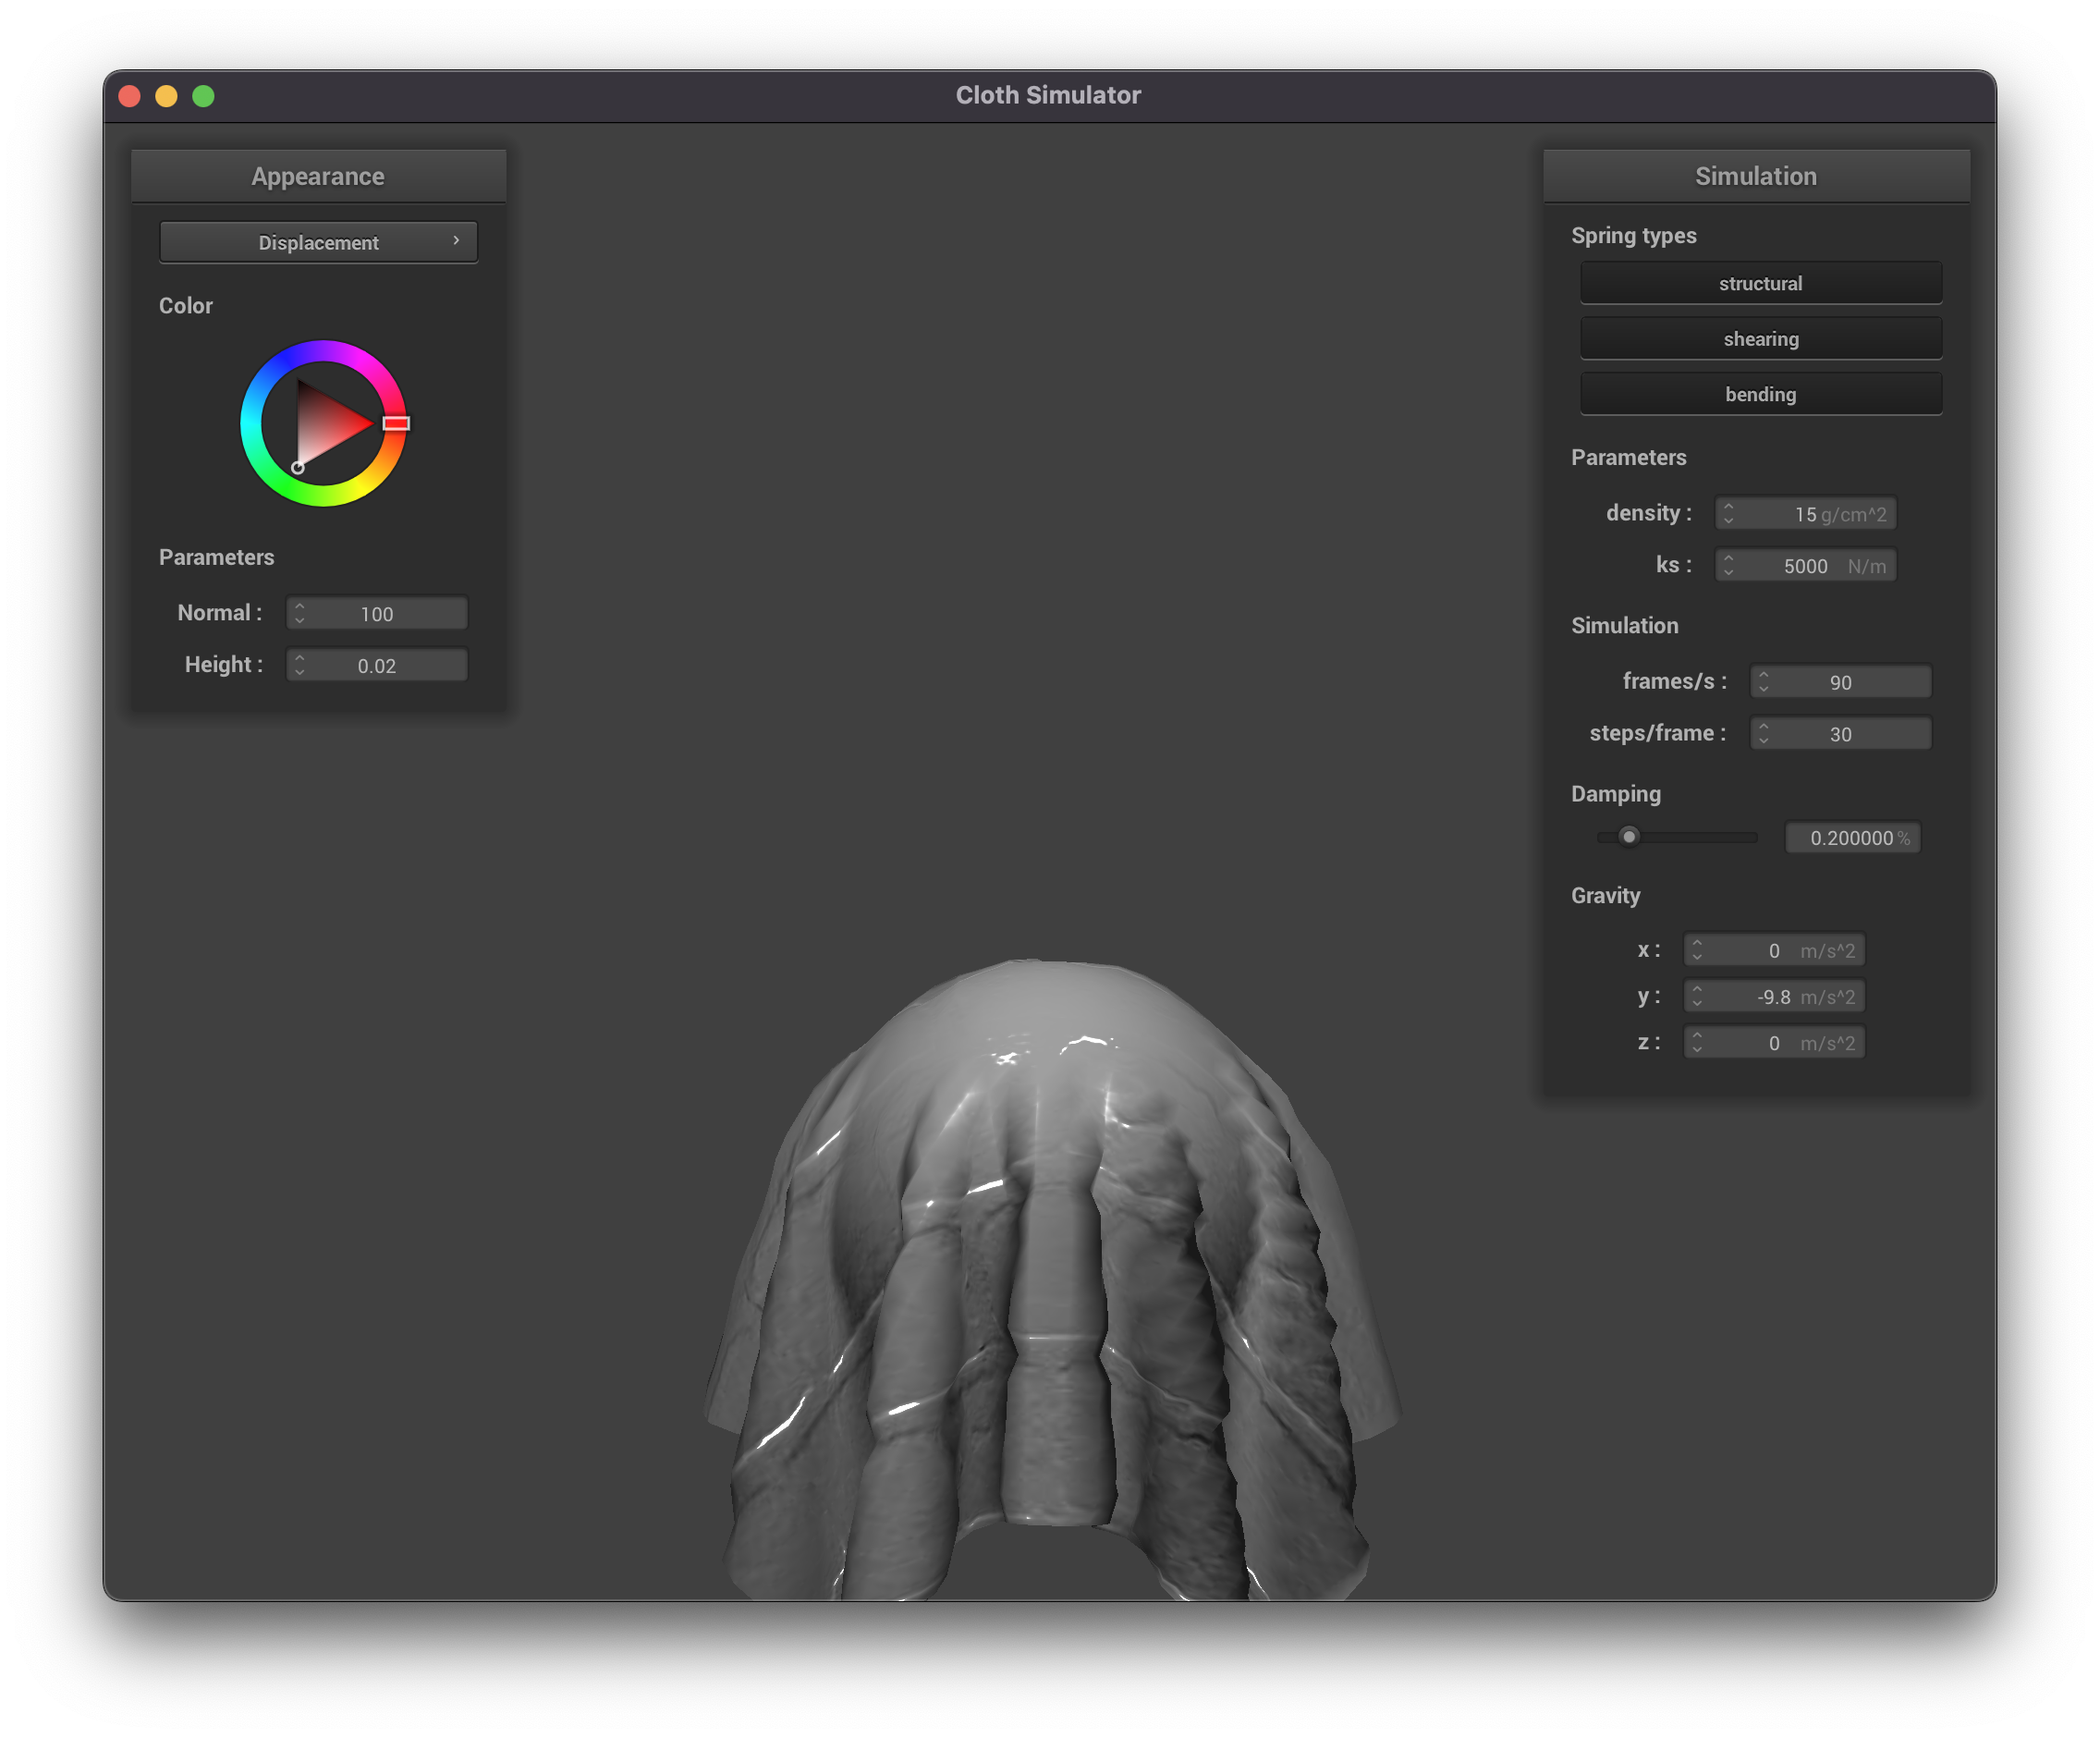 Cloth Simulator
Appearance
Displacement ›
Color
Parameters
Normal : 100
Height : 0.02
Simulation
Spring types
structural
shearing
bending
Parameters
density : 15 g/cm^2
ks : 5000 N/m
Simulation
frames/s : 90
steps/frame : 30
Damping
0.200000 %
Gravity
x : 0 m/s^2
y : -9.8 m/s^2
z : 0 m/s^2